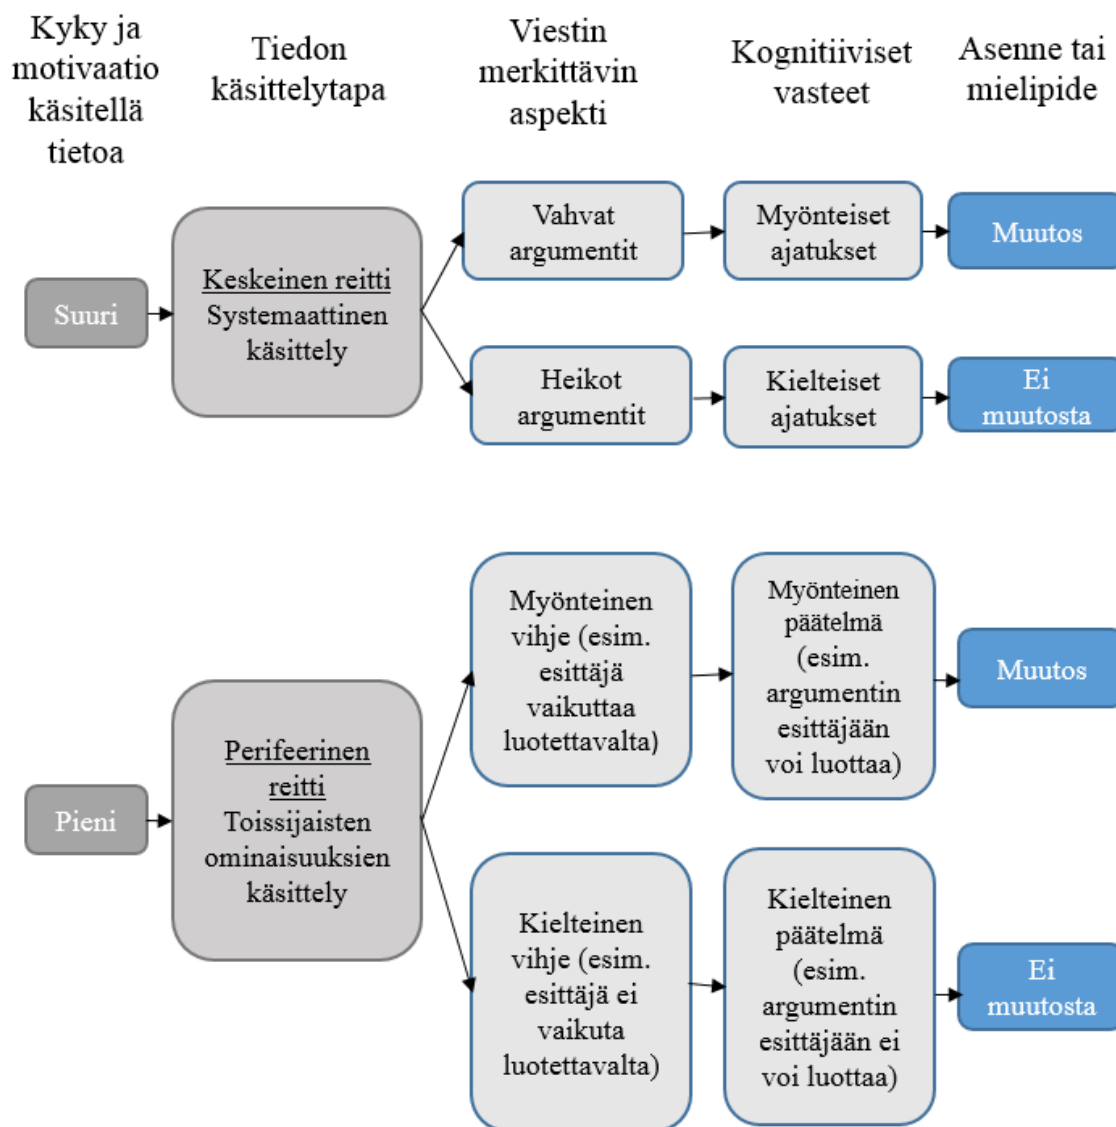 Kyky ja
motivaatio
käsitellä
tietoa
Tiedon
käsittelytapa
Viestin
merkittävin
aspekti
Kognitiiviset
vasteet
Asenne tai
mielipide
Suuri
Keskeinen reitti
Systemaattinen
käsittely
Vahvat
argumentit
Myönteiset
ajatukset
Muutos
Heikot
argumentit
Kielteiset
ajatukset
Ei
muutosta
Pieni
Perifeerinen
reitti
Toissijaisten
ominaisuuksien
käsittely
Myönteinen
vihje (esim.
esittäjä
vaikuttaa
luotettavalta)
Myönteinen
päätelmä
(esim.
argumentin
esittäjään
voi luottaa)
Muutos
Kielteinen
vihje (esim.
esittäjä ei
vaikuta
luotettavalta)
Kielteinen
päätelmä
(esim.
argumentin
esittäjään ei
voi luottaa)
Ei
muutosta